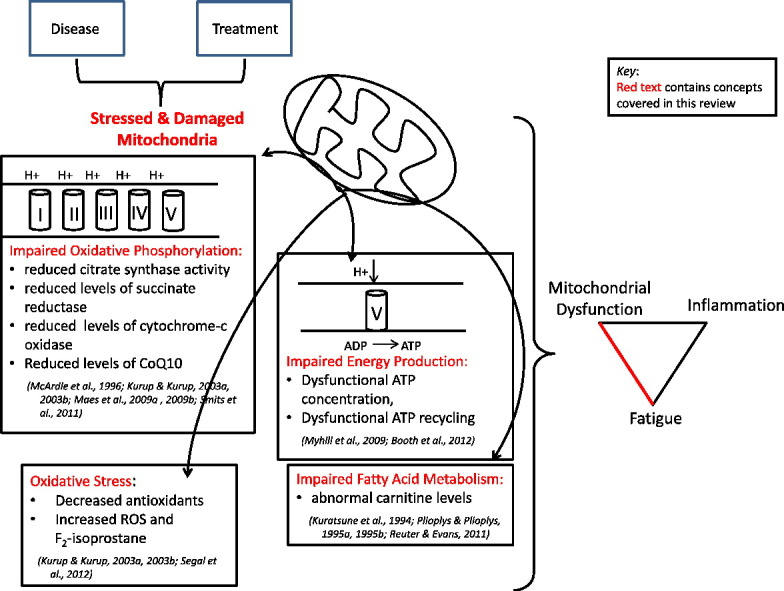 Disease
Treatment
Key:
Red text contains concepts
covered in this review
Stressed & Damaged
Mitochondria
H+ H+ H+ H+ H+
I II III IV V
Impaired Oxidative Phosphorylation:
• reduced citrate synthase activity
• reduced levels of succinate
reductase
• reduced levels of cytochrome-c
oxidase
• Reduced levels of CoQ10
(McArdle et al., 1996; Kurup & Kurup, 2003a,
2003b; Maes et al., 2009a , 2009b; Smits
et al., 2011)
H+
V
ADP ATP
Impaired Energy Production:
• Dysfunctional ATP
concentration,
• Dysfunctional ATP recycling
(Myhill et al., 2009; Booth et al., 2012)
Oxidative Stress:
• Decreased antioxidants
• Increased ROS and
F2-isoprostane
(Kurup & Kurup, 2003a, 2003b; Segal et
al., 2012)
Impaired Fatty Acid Metabolism:
• abnormal carnitine levels
(Kuratsune et al., 1994; Plioplys & Plioplys,
1995a, 1995b; Reuter & Evans, 2011)
Mitochondrial
Dysfunction
Inflammation
Fatigue